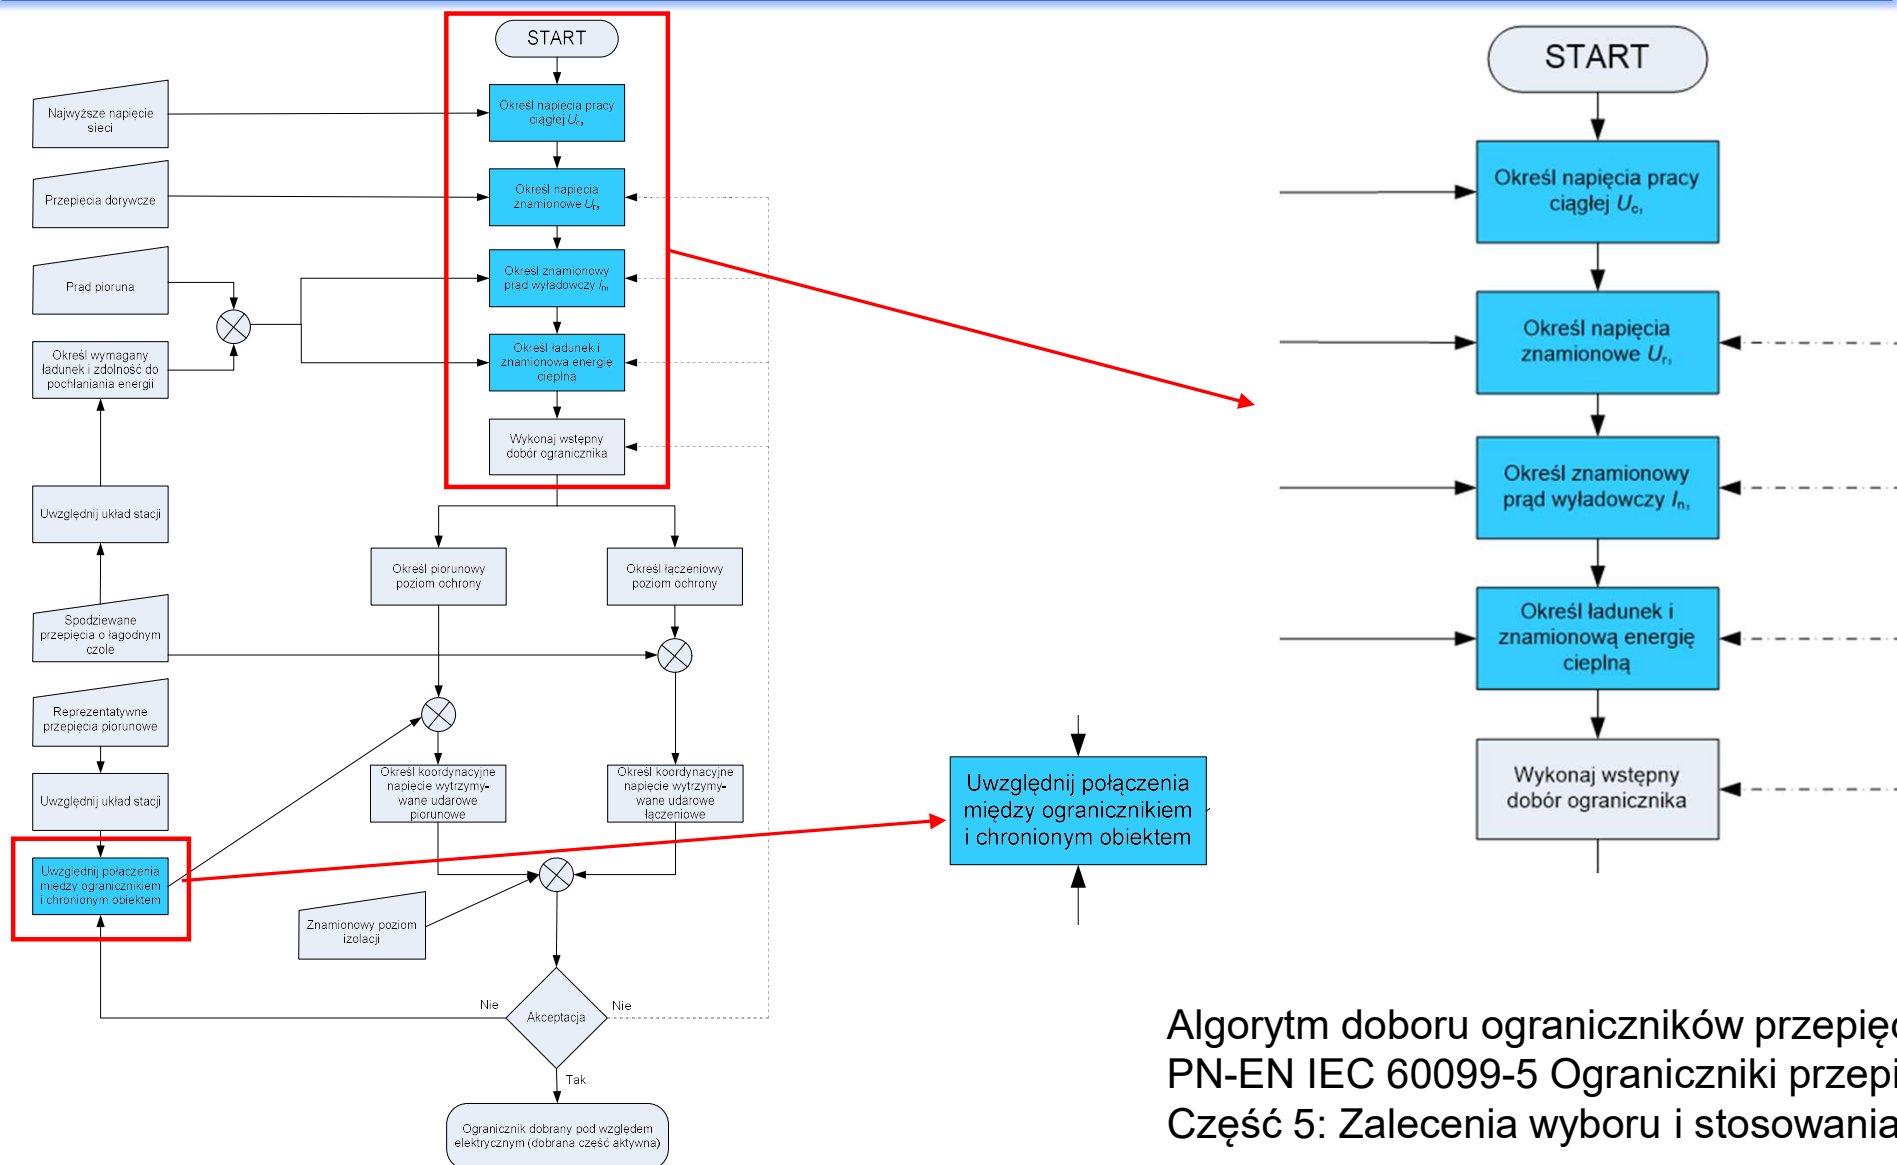 START
Najwyższe napięcie
sieci
Określ napięcia pracy
ciągłej Uc,
Przepięcia dorywcze
Określ napięcia
znamionowe Ur,
Prąd pioruna
Określ znamionowy
prąd wyładowczy In,
Określ wymagany
ładunek i zdolność do
pochłaniania energii
Określ ładunek i
znamionowa energię
cieplną
Wykonaj wstępny
dobór ogranicznika
Uwzględnij układ stacji
Określ piorunowy
poziom ochrony
Określ łączeniowy
poziom ochrony
Spodziewane
przepięcia o łagodnym
czole
Reprezentatywne
przepięcia piorunowe
Uwzględnij układ stacji
Określ koordynacyjne
napięcie wytrzymy-
wane udarowe
piorunowe
Określ koordynacyjne
napięcie wytrzymy-
wane udarowe
łączeniowe
Uwzględnij połaczenia
miedzy ogranicznikiem
i chronionym obiektem
Znamionowy poziom
izolacji
Nie
Akceptacja
Nie
Tak
Ogranicznik dobrany pod względem
elektrycznym (dobrana część aktywna)
START
Określ napięcia pracy
ciągłej Uc,
Określ napięcia
znamionowe Ur,
Określ znamionowy
prąd wyładowczy In,
Określ ładunek i
znamionową energię
cieplną
Wykonaj wstępny
dobór ogranicznika
Uwzględnij połączenia
między ogranicznikiem
i chronionym obiektem
Algorytm doboru ograniczników
PN-EN IEC 60099-5 Ograniczniki
Część 5: Zalecenia wyboru i stosowania